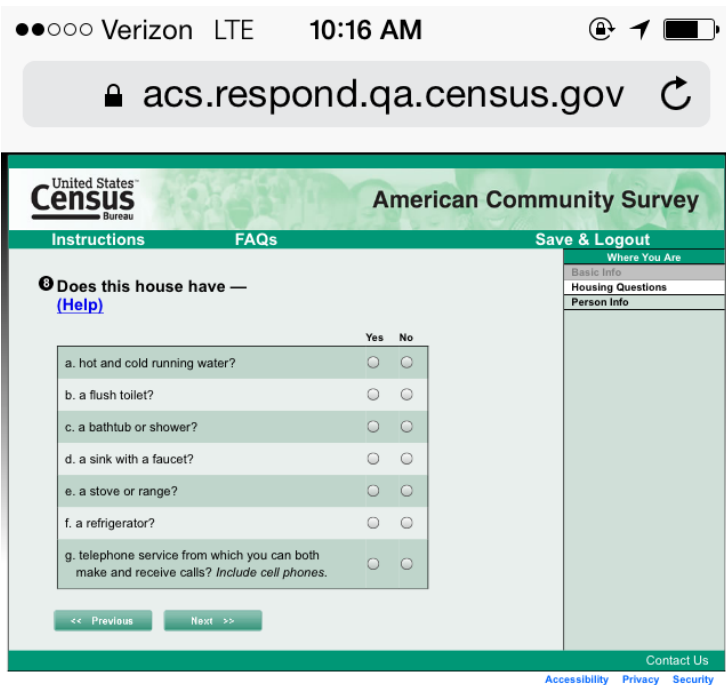 Verizon LTE 10:16 AM
acs.respond.qa.census.gov
United States™
Census
Bureau
American Community Survey
Instructions FAQs Save & Logout
Where You Are
Basic Info
Housing Questions
Person Info
8 Does this house have —
(Help)
Yes No
a. hot and cold running water?
b. a flush toilet?
c. a bathtub or shower?
d. a sink with a faucet?
e. a stove or range?
f. a refrigerator?
g. telephone service from which you can both
make and receive calls? Include cell phones.
<< Previous Next >>
Contact Us
Accessibility Privacy Security